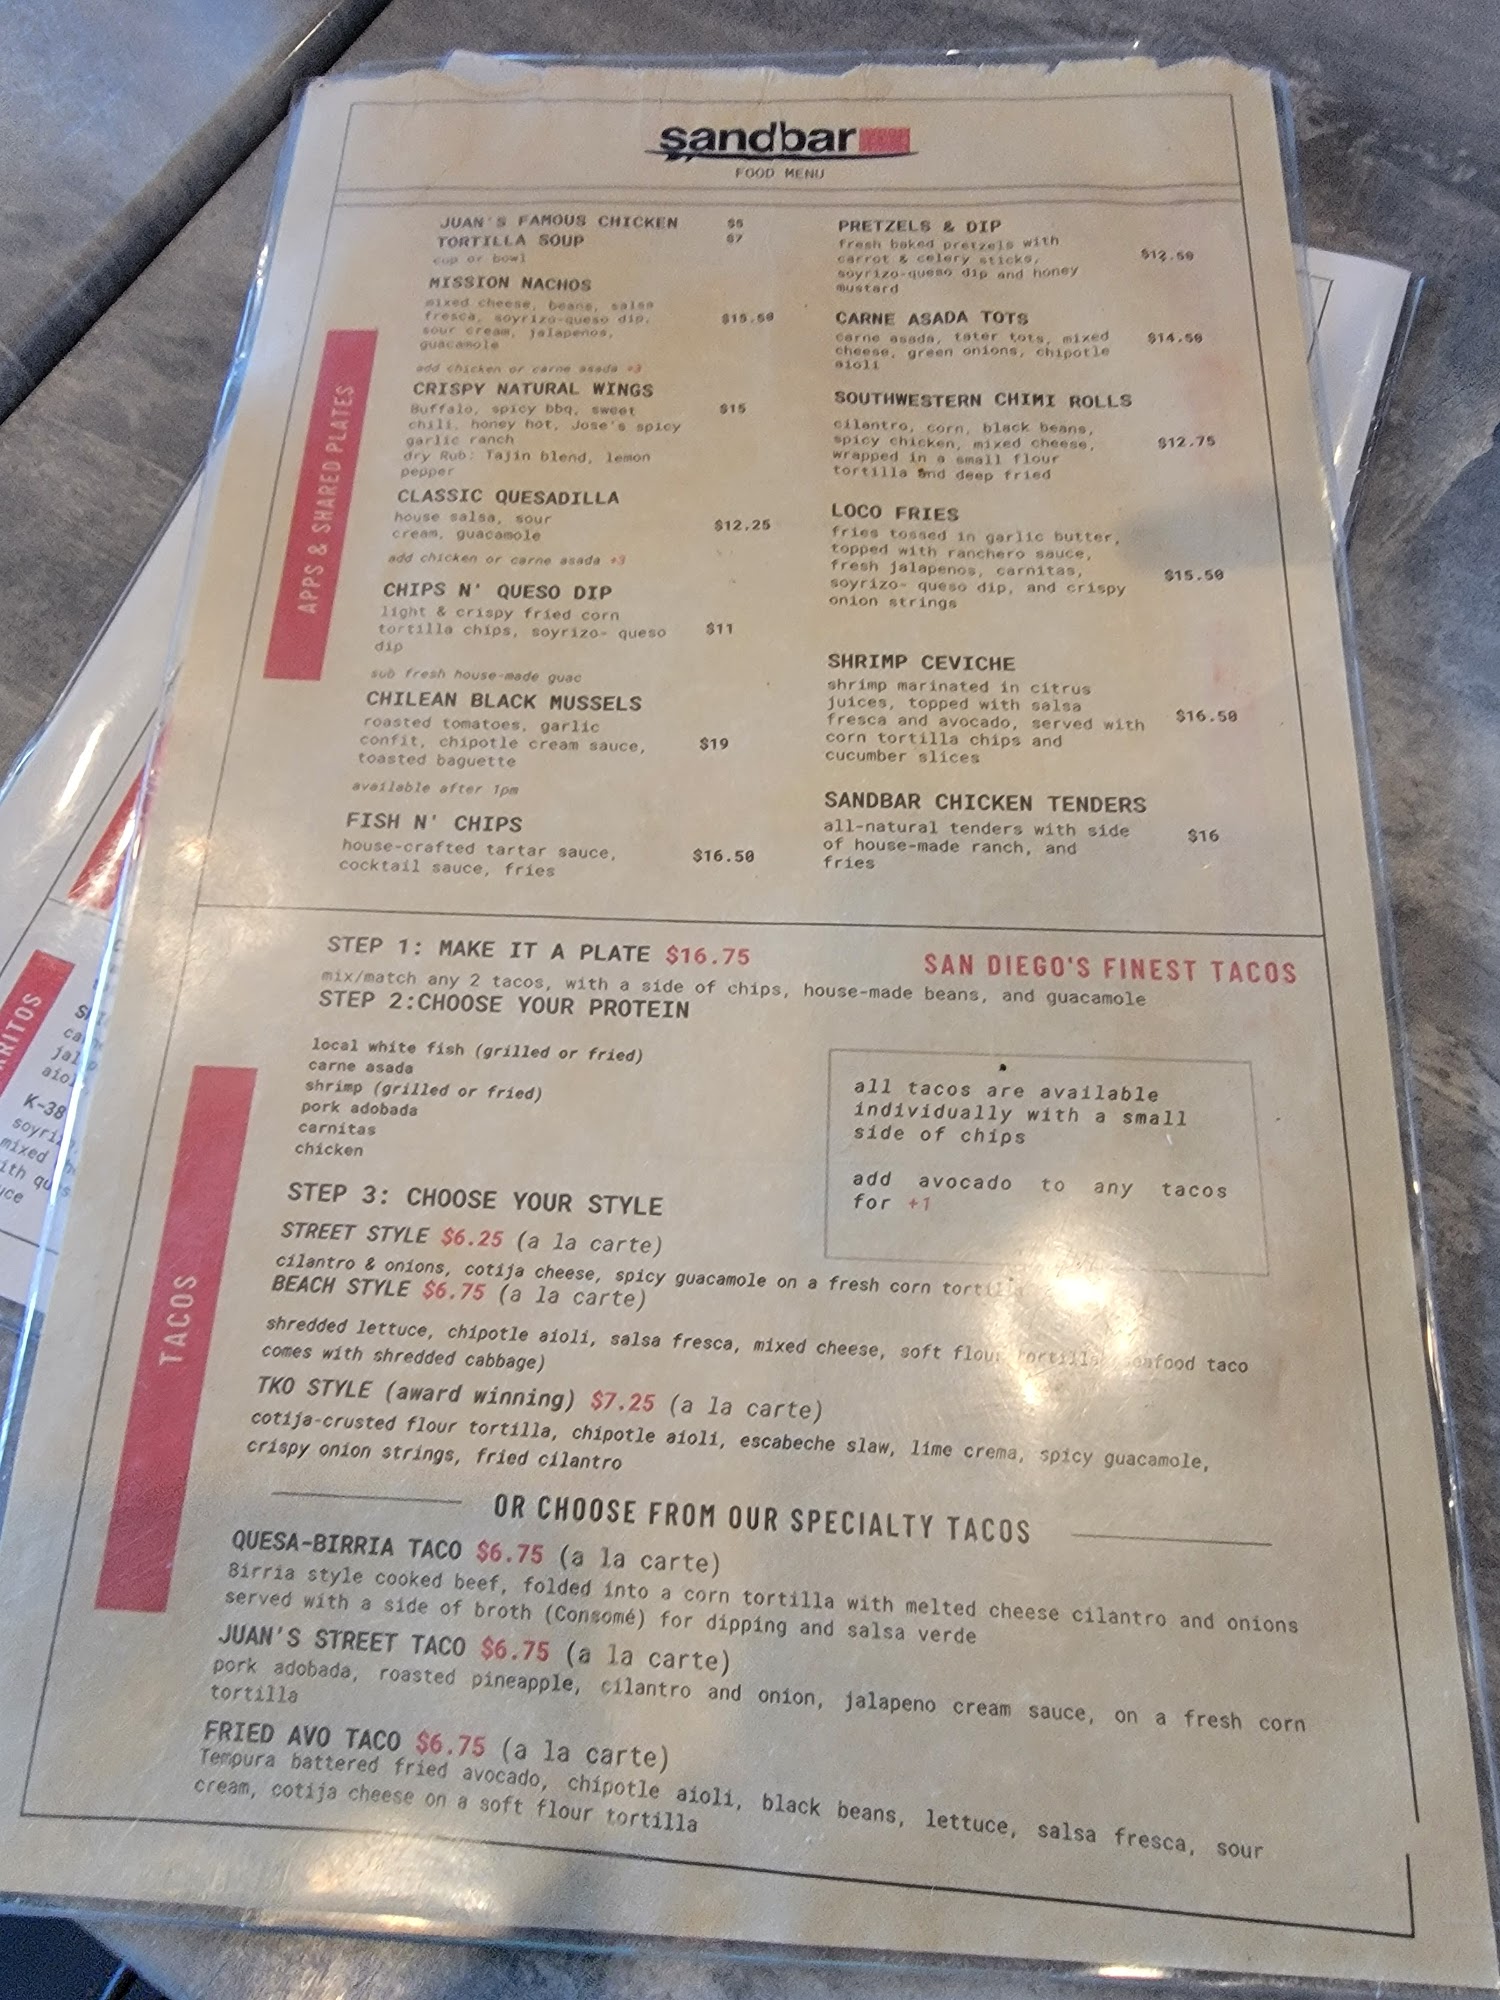 sandbar
FOOD MENU
APPS & SHARED PLATES
JUAN'S FAMOUS CHICKEN $5
TORTILLA SOUP $7
cup or bowl
MISSION NACHOS
mixed cheese, beans, salsa
fresca, soyrizo-queso dip, $15.50
sour cream, jalapenos,
guacamole
add chicken or carne asada +3
CRISPY NATURAL WINGS
Buffalo, spicy bbq, sweet $15
chili, honey hot, Jose's spicy
garlic ranch
dry Rub: Tajin blend, lemon
pepper
CLASSIC QUESADILLA
house salsa, sour $12.25
cream, guacamole
add chicken or carne asada +3
CHIPS N' QUESO DIP
light & crispy fried corn
tortilla chips, soyrizo- queso $11
dip
sub fresh house-made guac
CHILEAN BLACK MUSSELS
roasted tomatoes, garlic
confit, chipotle cream sauce, $19
toasted baguette
available after 1pm
FISH N' CHIPS
house-crafted tartar sauce, $16.50
cocktail sauce, fries
PRETZELS & DIP
fresh baked pretzels with
carrot & celery sticks, $12.50
soyrizo-queso dip and honey
mustard
CARNE ASADA TOTS
carne asada, tater tots, mixed $14.50
cheese, green onions, chipotle
aioli
SOUTHWESTERN CHIMI ROLLS
cilantro, corn, black beans,
spicy chicken, mixed cheese, $12.75
wrapped in a small flour
tortilla and deep fried
LOCO FRIES
fries tossed in garlic butter,
topped with ranchero sauce,
fresh jalapenos, carnitas, $15.50
soyrizo- queso dip, and crispy
onion strings
SHRIMP CEVICHE
shrimp marinated in citrus
juices, topped with salsa
fresca and avocado, served with $16.50
corn tortilla chips and
cucumber slices
SANDBAR CHICKEN TENDERS
all-natural tenders with side $16
of house-made ranch, and
fries
TACOS
STEP 1: MAKE IT A PLATE $16.75
SAN DIEGO'S FINEST TACOS
mix/match any 2 tacos, with a side of chips, house-made beans, and guacamole
STEP 2:CHOOSE YOUR PROTEIN
local white fish (grilled or fried)
carne asada
shrimp (grilled or fried)
pork adobada
carnitas
chicken
all tacos are available
individually with a small
side of chips
add avocado to any tacos
for +1
STEP 3: CHOOSE YOUR STYLE
STREET STYLE $6.25 (a la carte)
cilantro & onions, cotija cheese, spicy guacamole on a fresh corn
BEACH STYLE $6.75 (a la carte)
shredded lettuce, chipotle aioli, salsa fresca, mixed cheese, soft flour tortilla taco
comes with shredded cabbage)
TKO STYLE (award winning) $7.25 (a la carte)
cotija-crusted flour tortilla, chipotle aioli, escabeche slaw, lime crema, spicy guacamole,
crispy onion strings, fried cilantro
OR CHOOSE FROM OUR SPECIALTY TACOS
QUESA-BIRRIA TACO $6.75 (a la carte)
Birria style cooked beef, folded into a corn tortilla with melted cheese cilantro and onions
served with a side of broth (Consomé) for dipping and salsa verde
JUAN'S STREET TACO $6.75 (a la carte)
pork adobada, roasted pineapple, cilantro and onion, jalapeno cream sauce, on a fresh corn
tortilla
FRIED AVO TACO $6.75 (a la carte)
Tempura battered fried avocado, chipotle aioli, black beans, lettuce, salsa fresca, sour
cream, cotija cheese on a soft flour tortilla
K-38
mixed